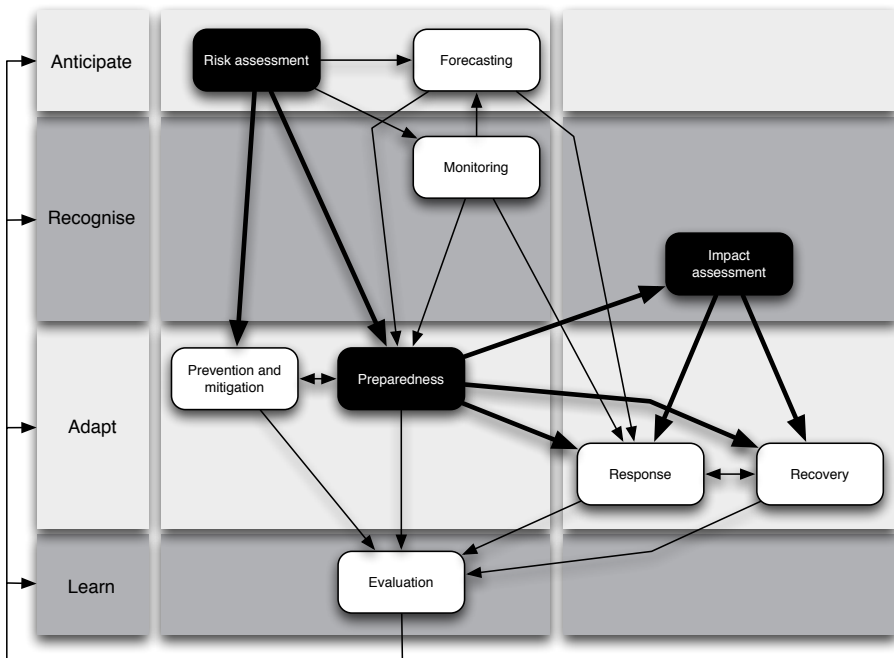 Anticipate
Risk assessment
Forecasting
Monitoring
Recognise
Impact
assessment
Prevention and
mitigation
Preparedness
Adapt
Response
Recovery
Learn
Evaluation